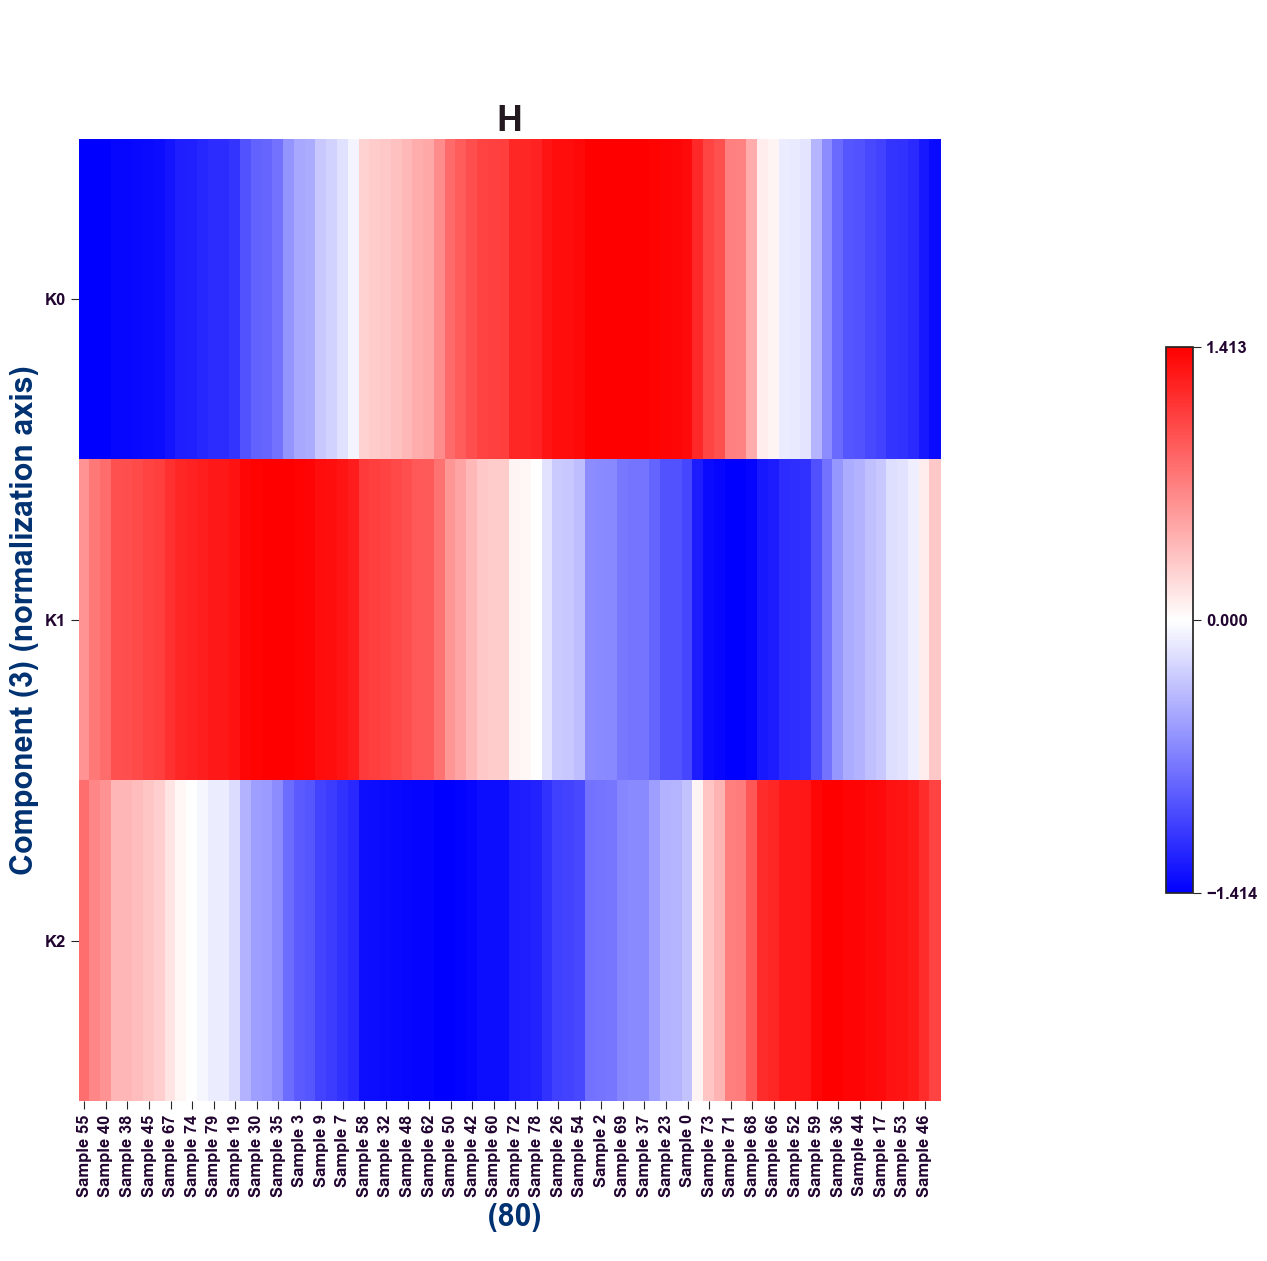 H
Component (3) (normalization axis)
K0
K1
K2
1.413
0.000
−1.414
Sample 55
Sample 40
Sample 38
Sample 45
Sample 67
Sample 74
Sample 79
Sample 19
Sample 30
Sample 35
Sample 3
Sample 9
Sample 7
Sample 58
Sample 32
Sample 48
Sample 62
Sample 50
Sample 42
Sample 60
Sample 72
Sample 78
Sample 26
Sample 54
Sample 2
Sample 69
Sample 37
Sample 23
Sample 0
Sample 73
Sample 71
Sample 68
Sample 66
Sample 52
Sample 59
Sample 36
Sample 44
Sample 17
Sample 53
Sample 46
(80)